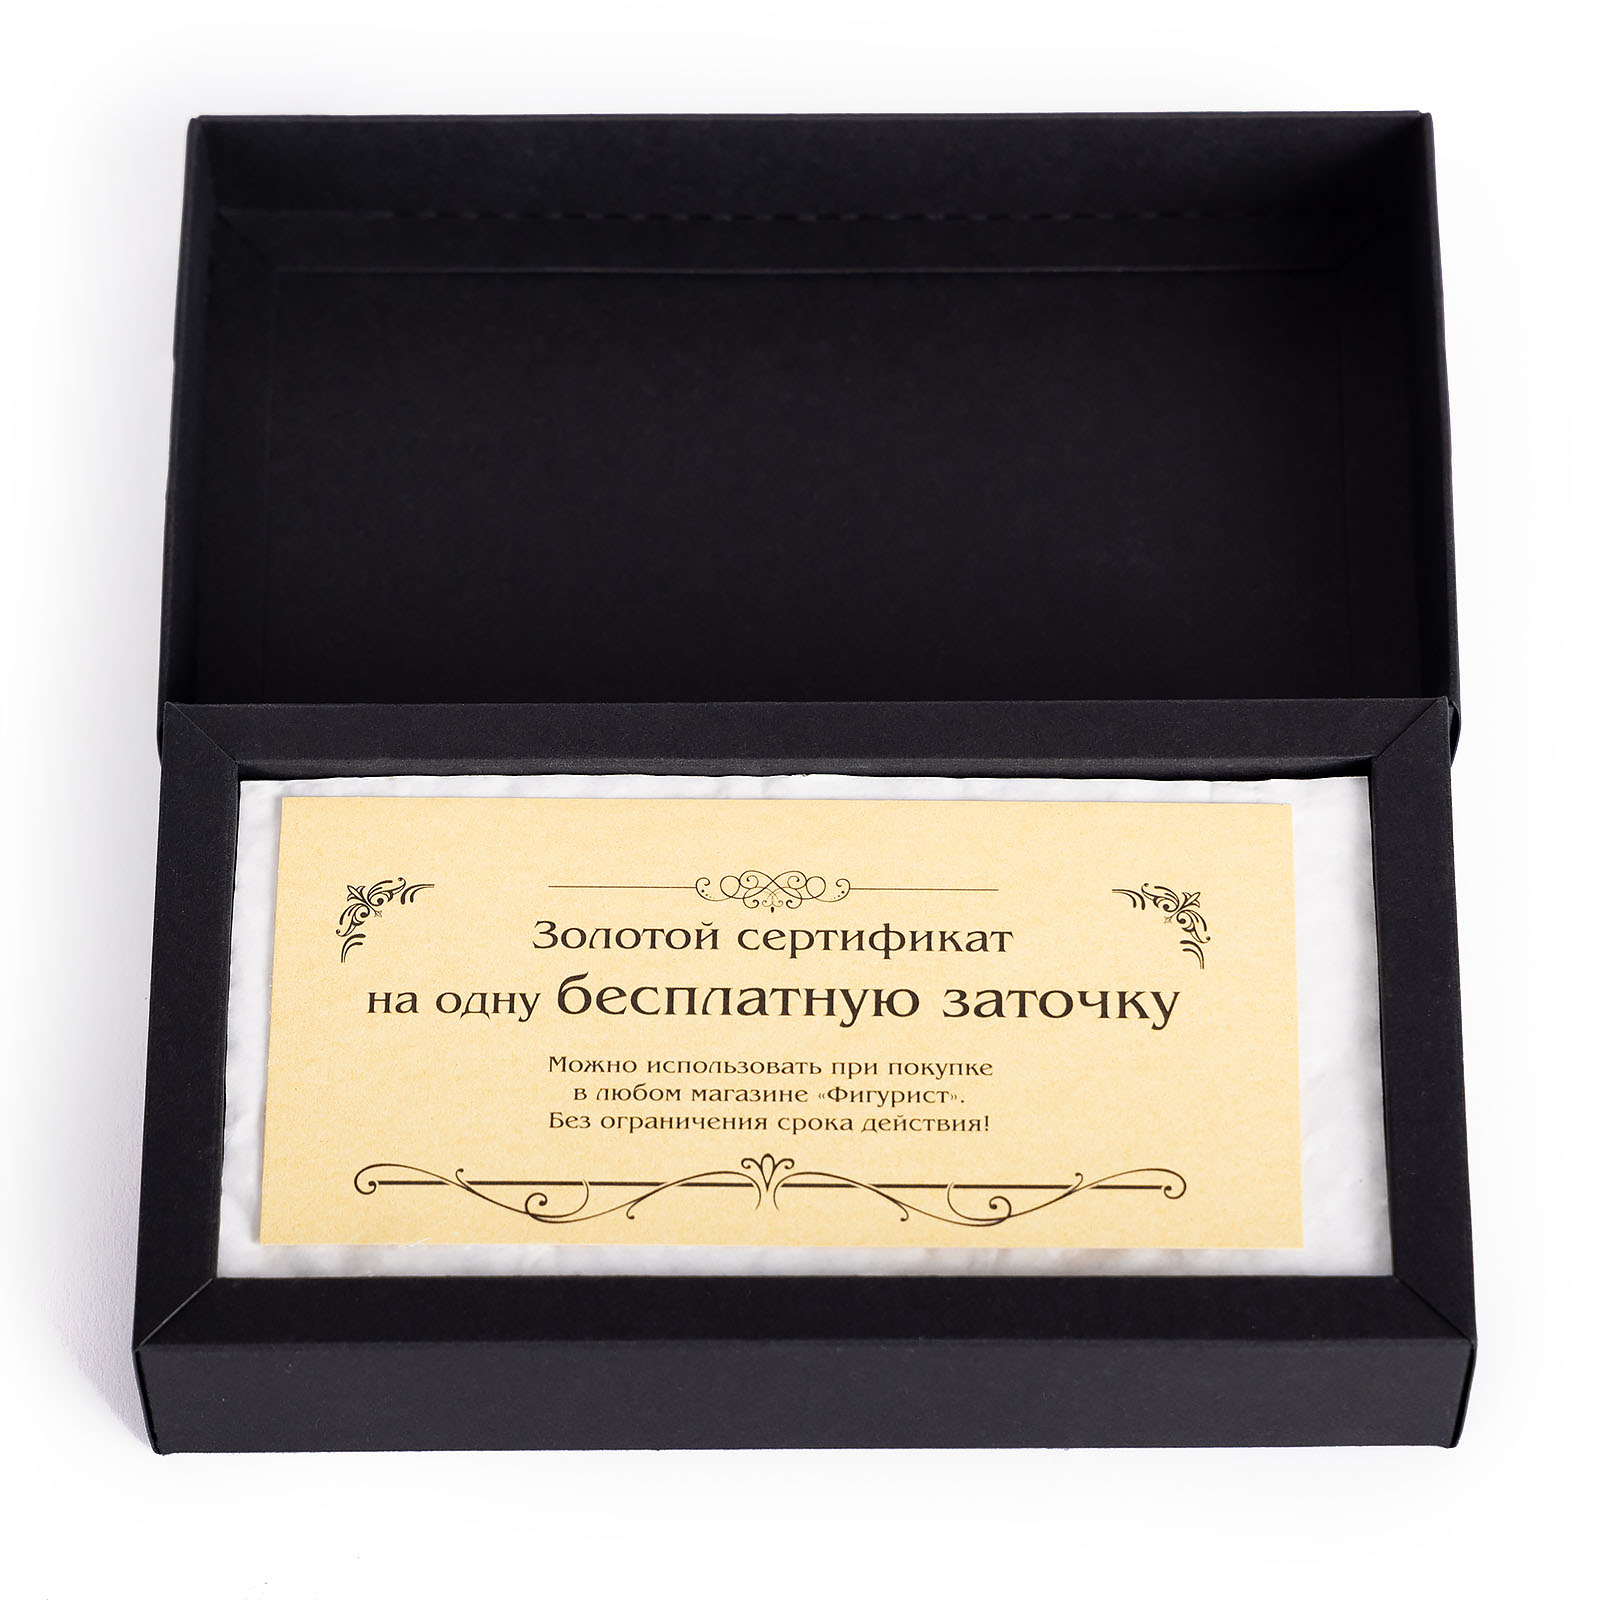 Золотой сертификат
на одну бесплатную заточку
Можно использовать при покупке
в любом магазине «Фигурист».
Без ограничения срока действия!